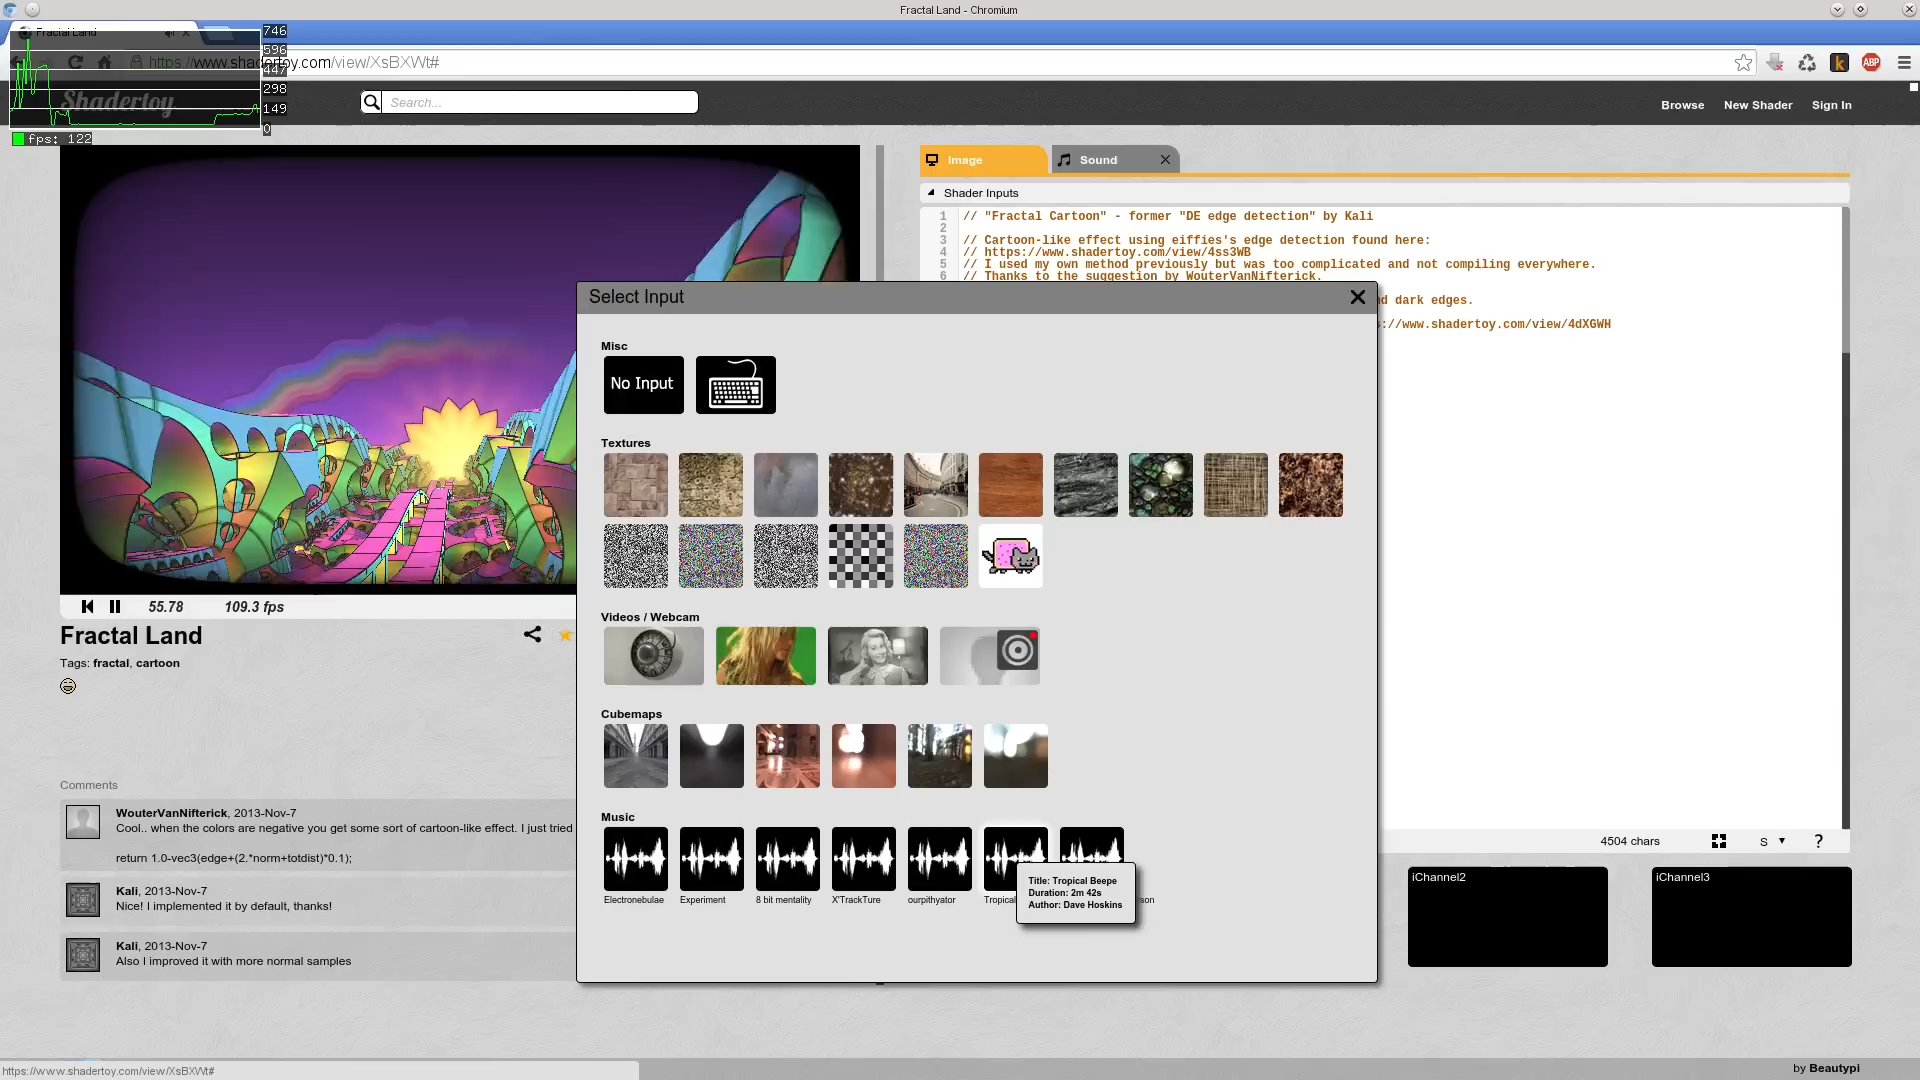 Fractal Land - Chromium
Fractal Land
746
596
447
298
149
0
fps: 122
https://www.shadertoy.com/view/XsBXWt#
ABP
Shadertoy
Search...
Browse
New Shader
Sign In
Image
Sound
Shader Inputs
1 // "Fractal Cartoon" - former "DE edge detection" by Kali
2
3 // Cartoon-like effect using eiffies's edge detection found here:
4 // https://www.shadertoy.com/view/4ss3WB
5 // I used my own method previously but was too complicated and not compiling everywhere.
6 // Thanks to the suggestion by WouterVanNifterick.
dark edges.
://www.shadertoy.com/view/4dXGWH
Select Input
Misc
No Input
Textures
Videos / Webcam
Cubemaps
Music
Electronebulae
Experiment
8 bit mentality
X'TrackTure
ourpithyator
Tropical
Title: Tropical Beepe
Duration: 2m 42s
Author: Dave Hoskins
55.78
109.3 fps
Fractal Land
Tags: fractal, cartoon
Comments
WouterVanNifterick, 2013-Nov-7
Cool.. when the colors are negative you get some sort of cartoon-like effect. I just tried
return 1.0-vec3(edge+(2.*norm+totdist)*0.1);
Kali, 2013-Nov-7
Nice! I implemented it by default, thanks!
Kali, 2013-Nov-7
Also I improved it with more normal samples
4504 chars
S
?
iChannel2
iChannel3
https://www.shadertoy.com/view/XsBXWt#
by Beautypi